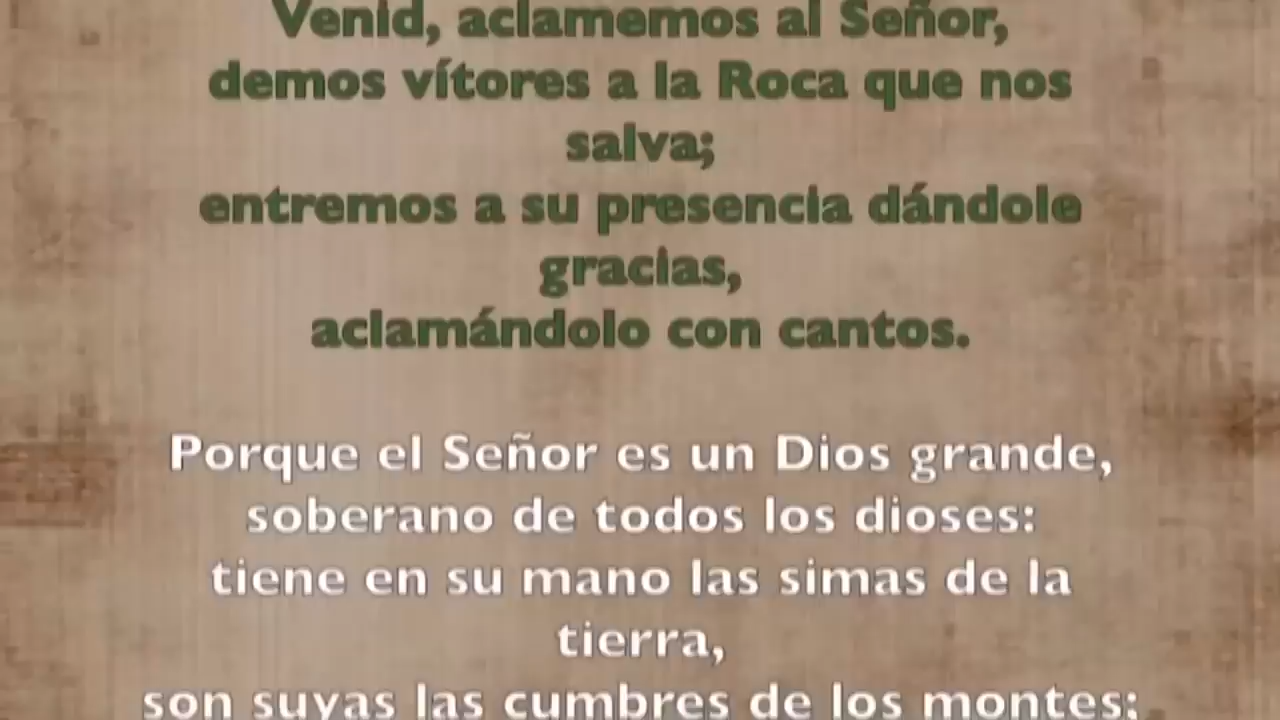 Venid, aclamemos al Señor,
demos vítores a la Roca que nos
salva;
entremos a su presencia dándole
gracias,
aclamándolo con cantos.
Porque el Señor es un Dios grande,
soberano de todos los dioses:
tiene en su mano las simas de la
tierra,
son suyas las cumbres de los montes;